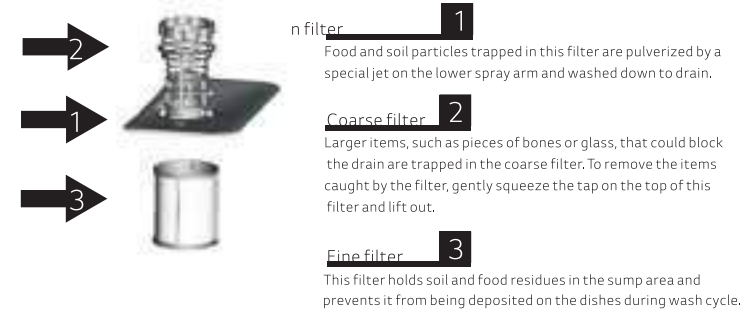 2
1
3
n filter 1
Food and soil particles trapped in this filter are pulverized by a
special jet on the lower spray arm and washed down to drain.
Coarse filter 2
Larger items, such as pieces of bones or glass, that could block
the drain are trapped in the coarse filter. To remove the items
caught by the filter, gently squeeze the tap on the top of this
filter and lift out.
Fine filter 3
This filter holds soil and food residues in the sump area and
prevents it from being deposited on the dishes during wash cycle.